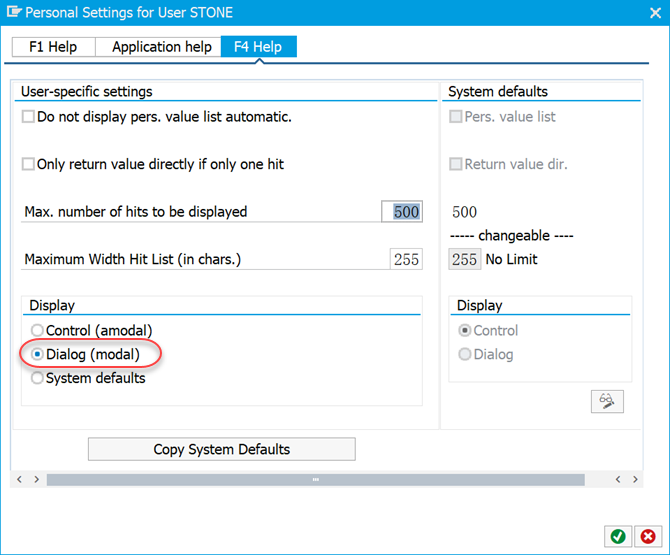 Personal Settings for User STONE
F1 Help
Application help
F4 Help
User-specific settings
System defaults
Do not display pers. value list automatic.
Pers. value list
Only return value directly if only one hit
Return value dir.
Max. number of hits to be displayed
500
500
----- changeable ----
Maximum Width Hit List (in chars.)
255
255 No Limit
Display
Display
Control (amodal)
Control
Dialog (modal)
Dialog
System defaults
Copy System Defaults